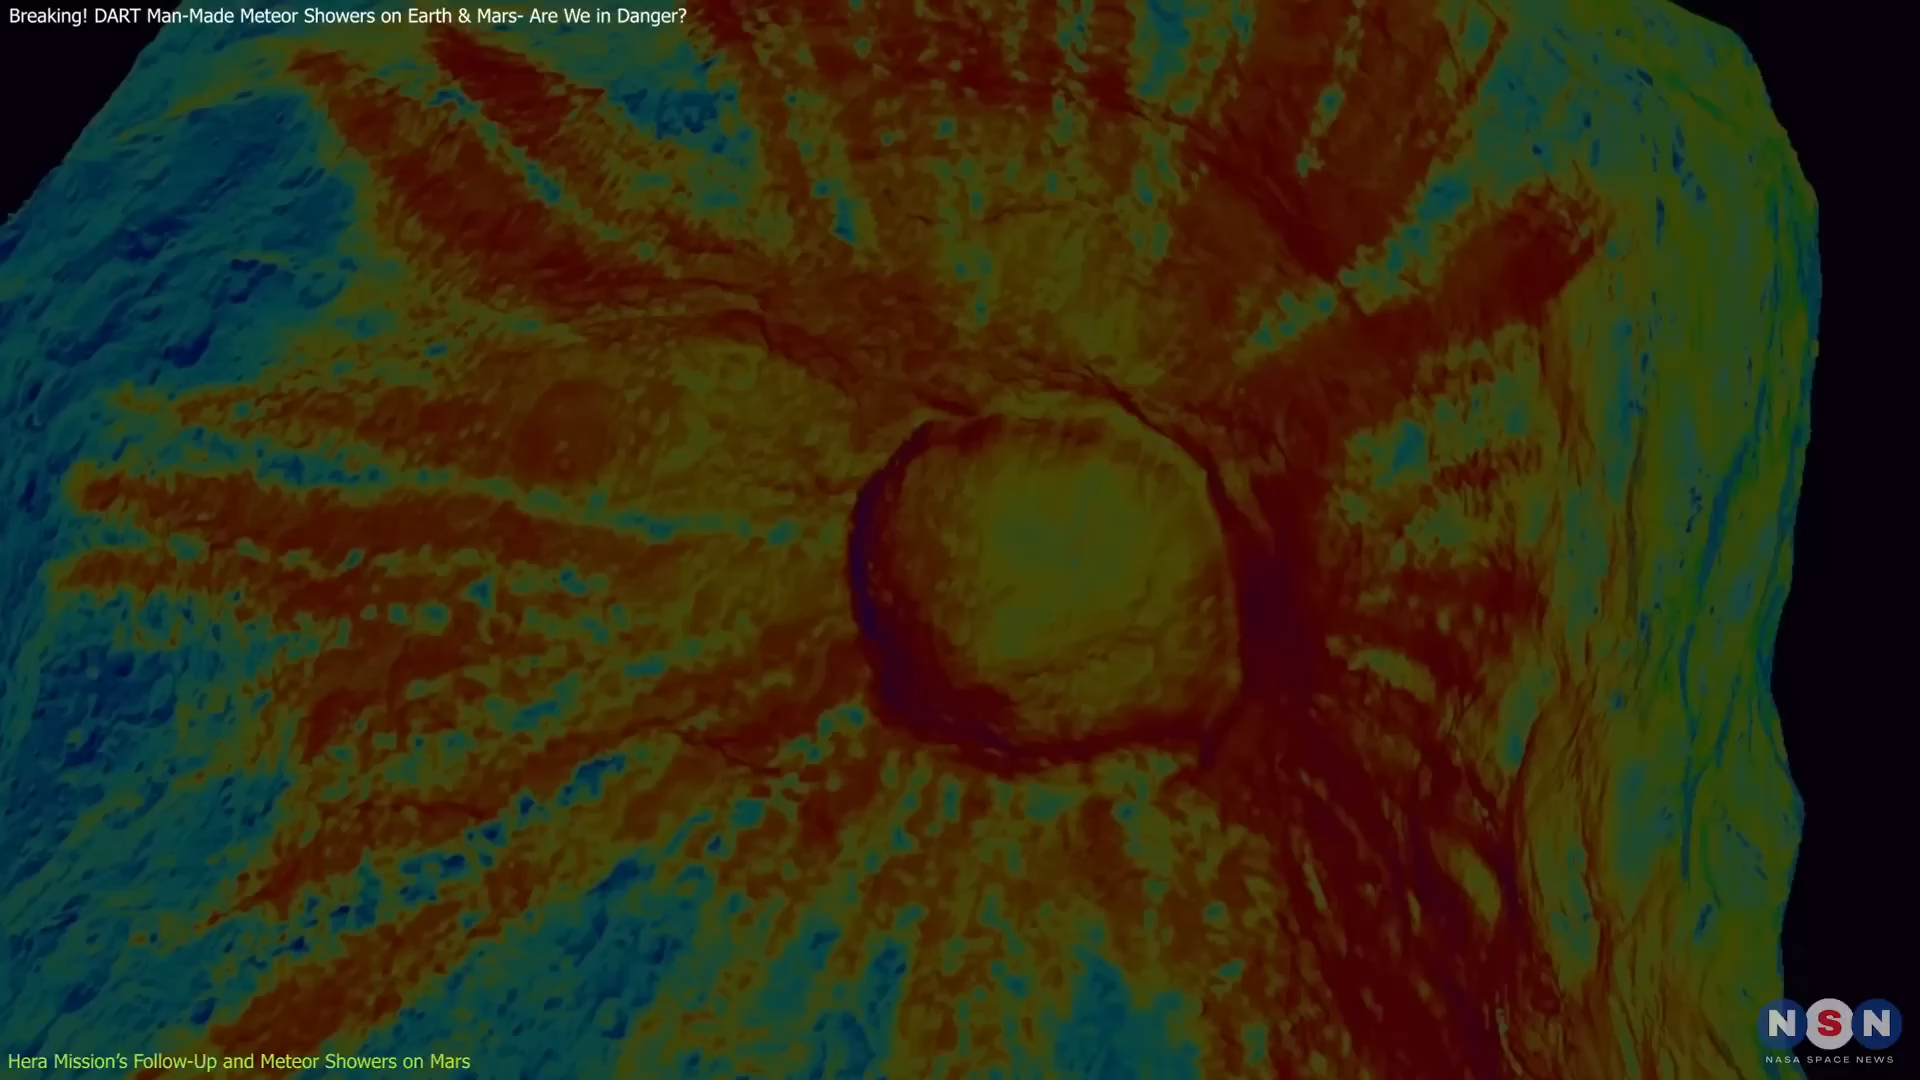 Breaking! DART Man-Made Meteor Showers on Earth & Mars- Are We in Danger?
Hera Mission’s Follow-Up and Meteor Showers on Mars
NSN
NASA SPACE NEWS